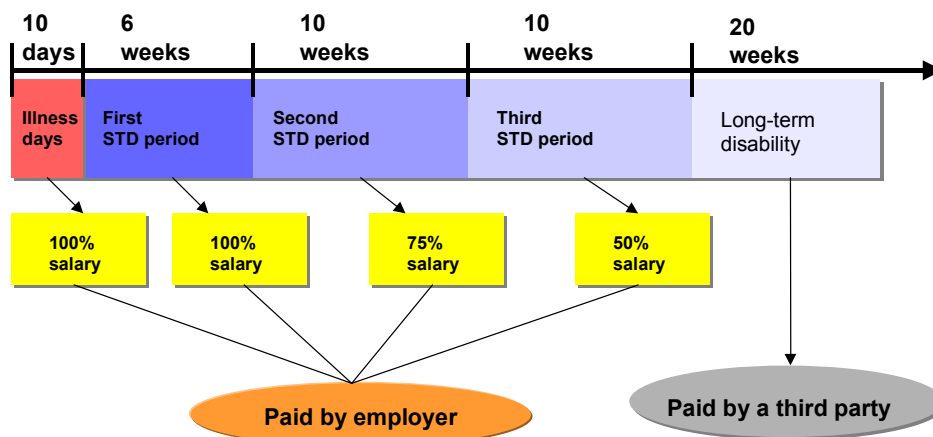 10
days
6
weeks
10
weeks
10
weeks
20
weeks
Illness
days
First
STD period
Second
STD period
Third
STD period
Long-term
disability
100%
salary
100%
salary
75%
salary
50%
salary
Paid by employer
Paid by a third party